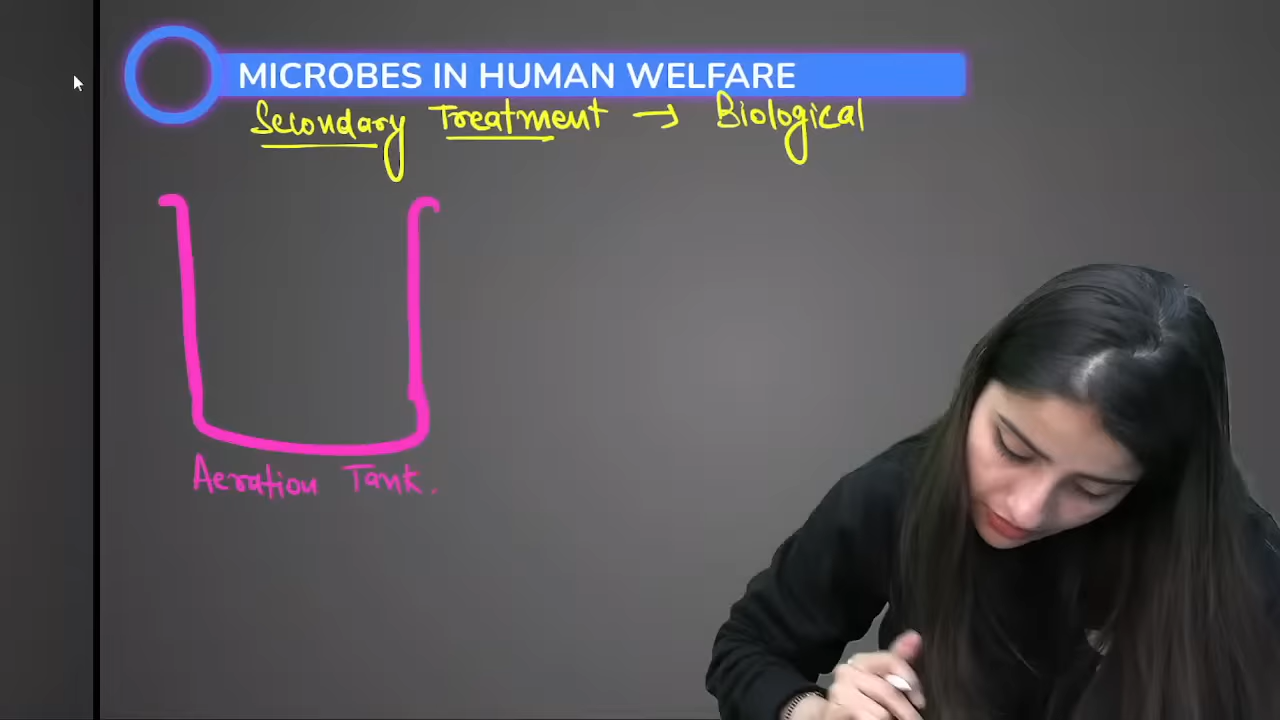 MICROBES IN HUMAN WELFARE
Secondary Treatment → Biological
Aeration Tank.